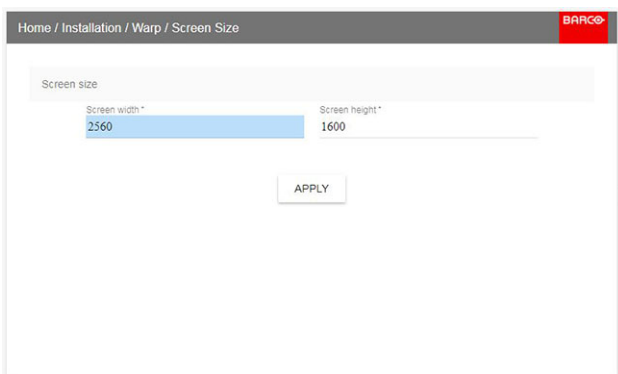 Home / Installation / Warp / Screen Size
BARCO
Screen size
Screen width * Screen height *
2560 1600
APPLY